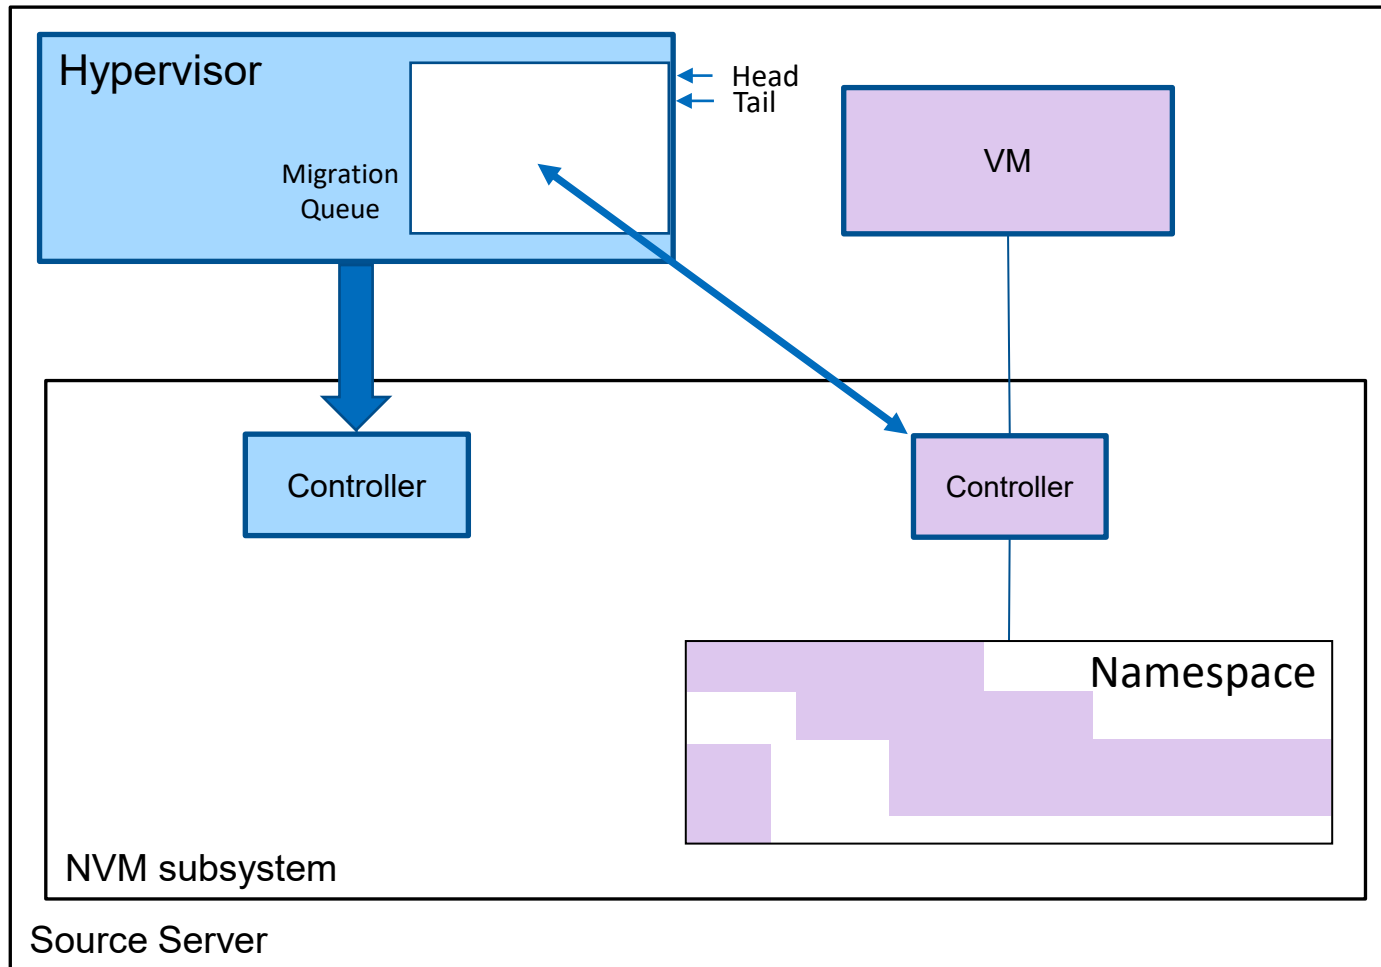 Hypervisor
Head
Tail
Migration
Queue
VM
Controller
Controller
Namespace
NVM subsystem
Source Server